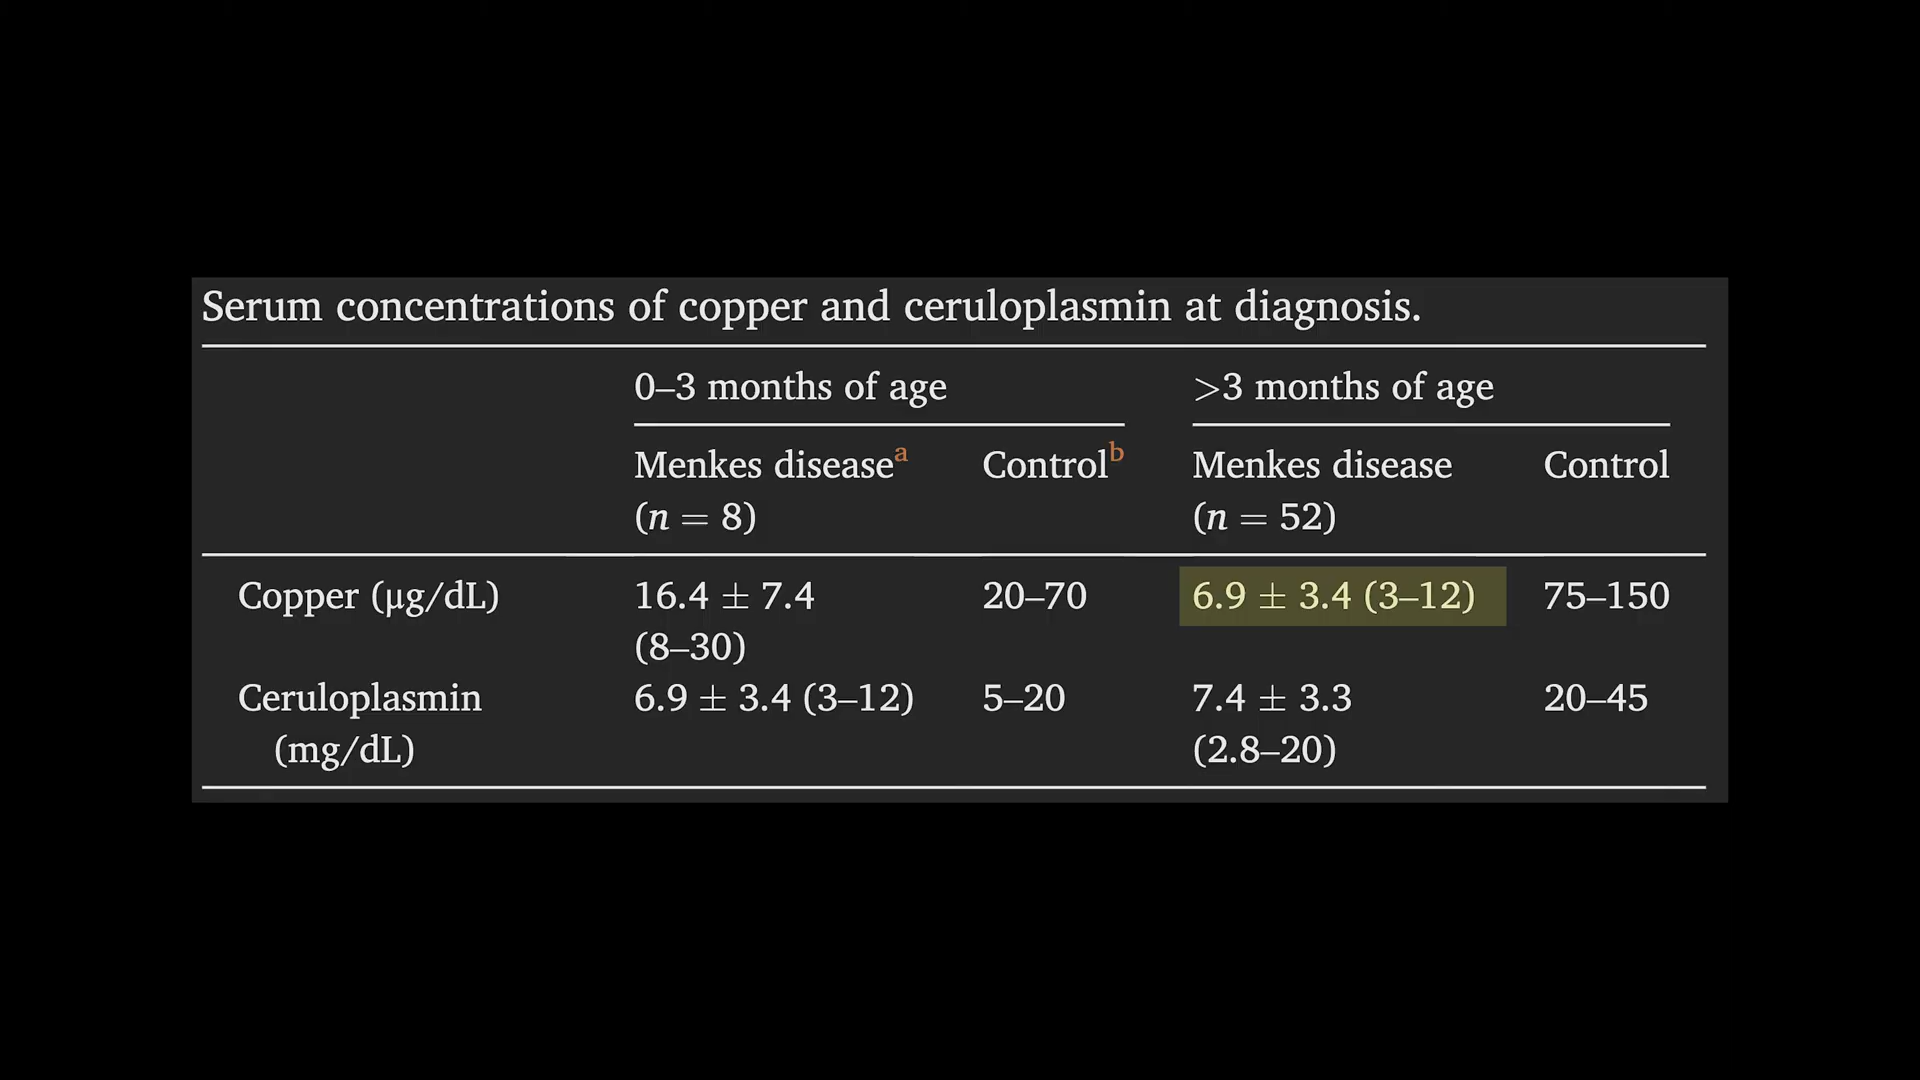 Serum concentrations of copper and ceruloplasmin at diagnosis.
0–3 months of age >3 months of age
Menkes diseaseᵃ Controlᵇ Menkes disease Control
(n = 8) (n = 52)
Copper (μg/dL) 16.4 ± 7.4 20–70 6.9 ± 3.4 (3–12) 75–150
(8–30)
Ceruloplasmin 6.9 ± 3.4 (3–12) 5–20 7.4 ± 3.3 20–45
(mg/dL) (2.8–20)